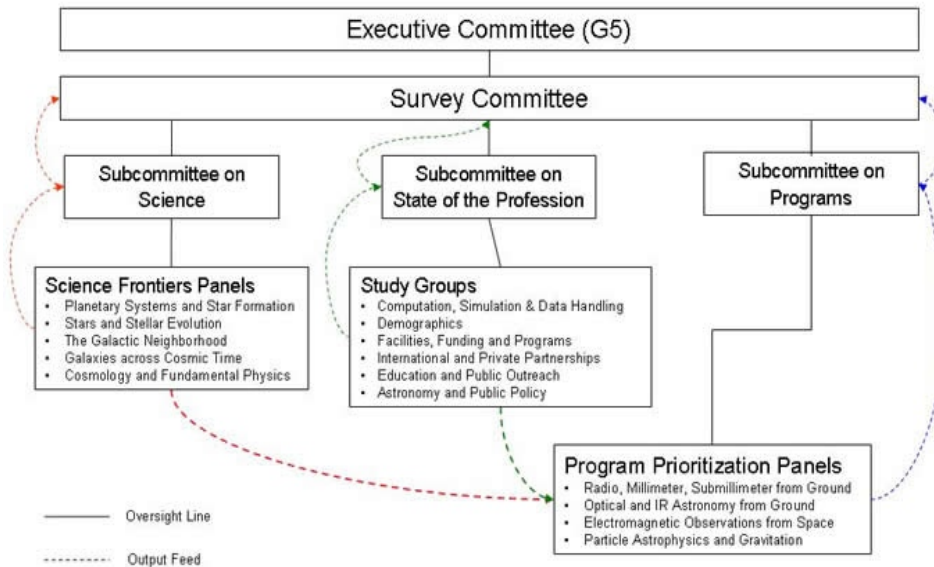 Executive Committee (G5)
Survey Committee
Subcommittee on
Science
Subcommittee on
State of the Profession
Subcommittee on
Programs
Science Frontiers Panels
• Planetary Systems and Star Formation
• Stars and Stellar Evolution
• The Galactic Neighborhood
• Galaxies across Cosmic Time
• Cosmology and Fundamental Physics
Study Groups
• Computation, Simulation & Data Handling
• Demographics
• Facilities, Funding and Programs
• International and Private Partnerships
• Education and Public Outreach
• Astronomy and Public Policy
Program Prioritization Panels
• Radio, Millimeter, Submillimeter from Ground
• Optical and IR Astronomy from Ground
• Electromagnetic Observations from Space
• Particle Astrophysics and Gravitation
Oversight Line
Output Feed